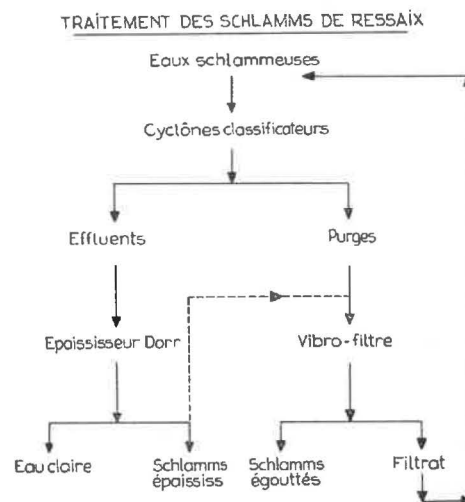 TRAITEMENT DES SCHLAMMS DE RESSAIX
Eaux schlammeuses
Cyclônes classificateurs
Effluents
Purges
Epaississeur Dorr
Vibro-filtre
Eau claire
Schlamms
épaissis
Schlamms
égouttés
Filtrat